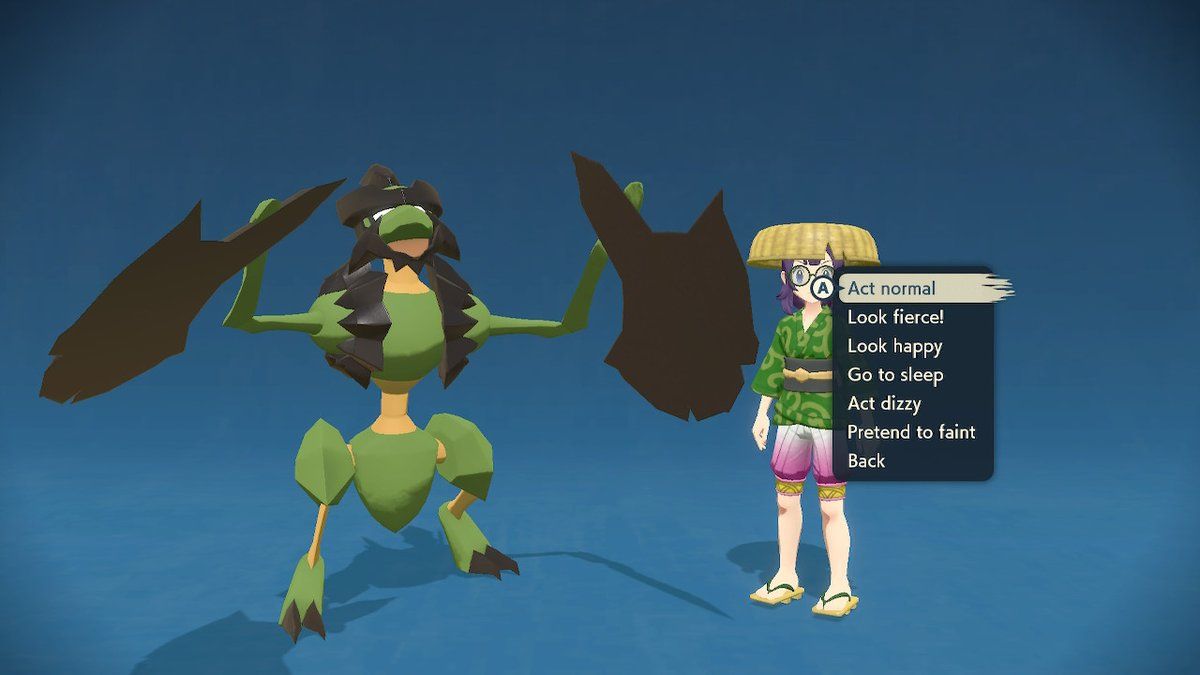 A
Act normal
Look fierce!
Look happy
Go to sleep
Act dizzy
Pretend to faint
Back